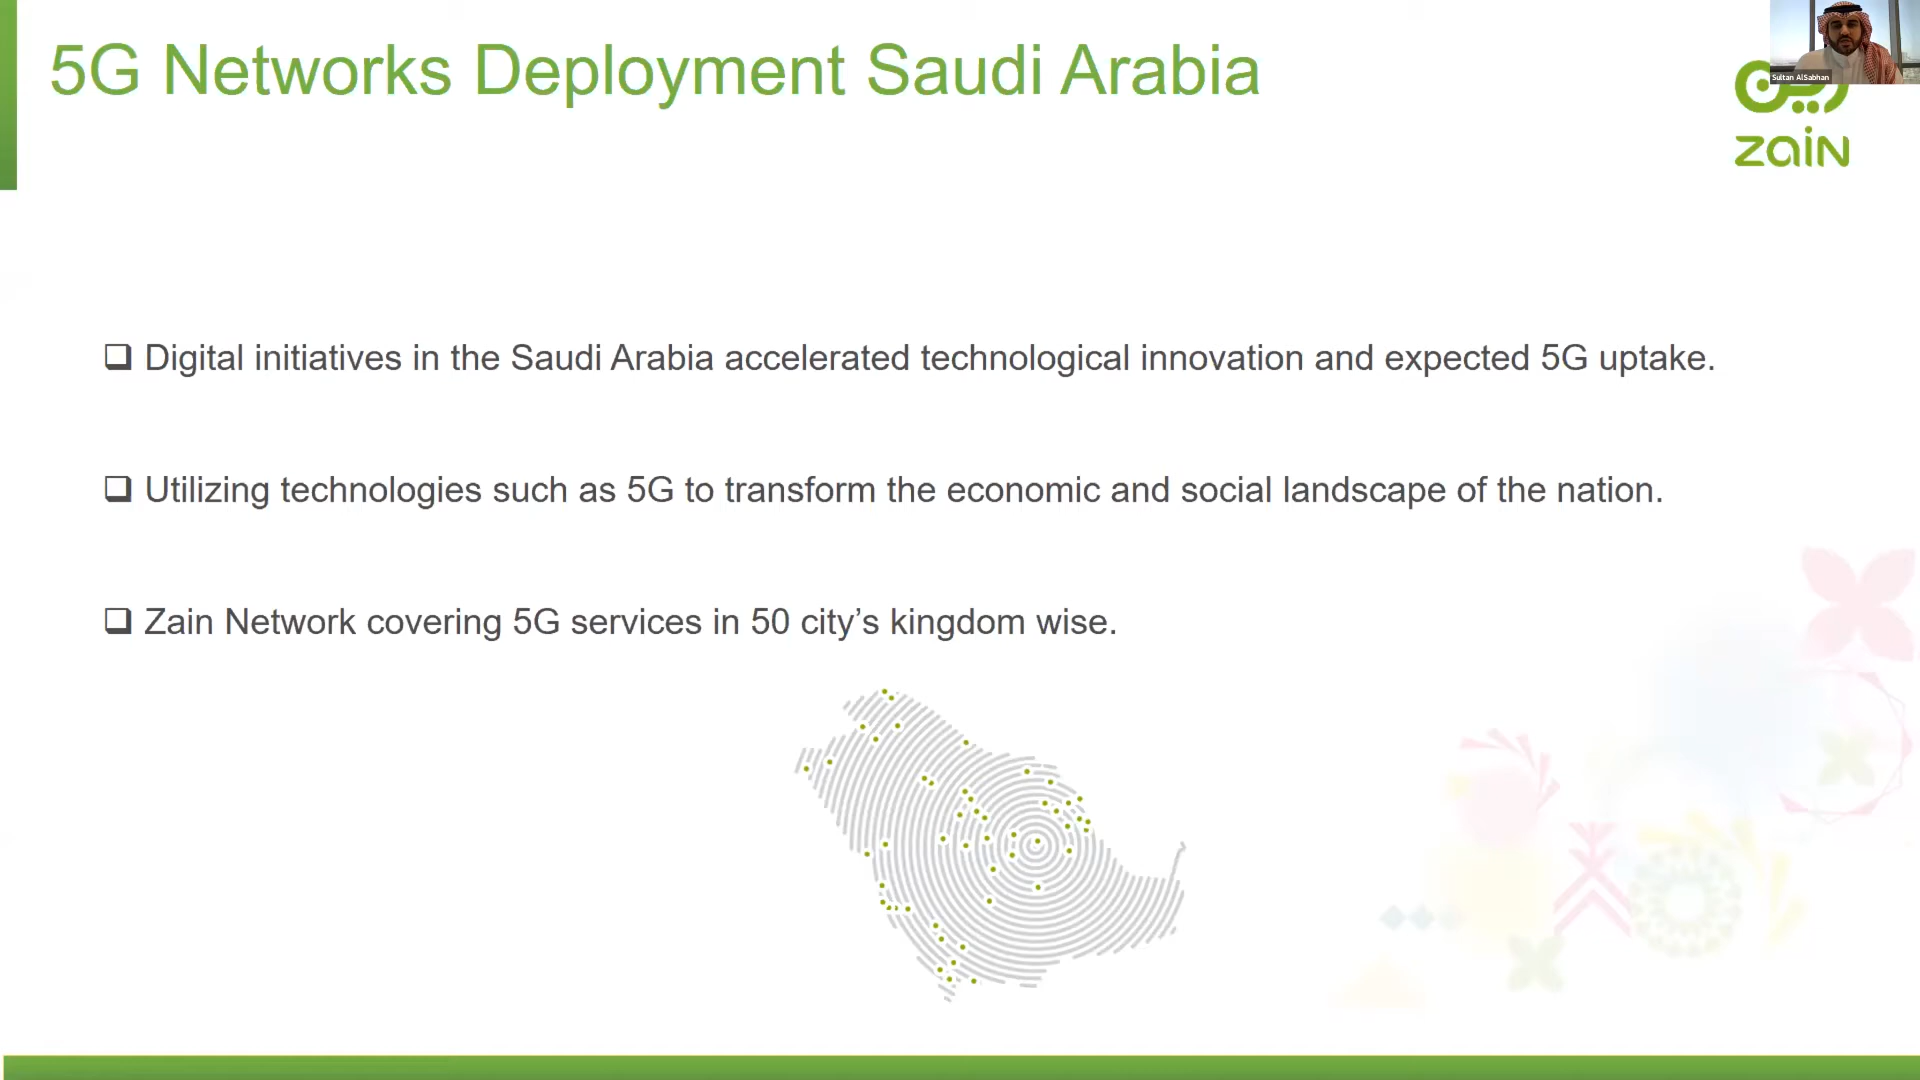 5G Networks Deployment Saudi Arabia
Sultan AlSabhan
زين
zain
Digital initiatives in the Saudi Arabia accelerated technological innovation and expected 5G uptake.
Utilizing technologies such as 5G to transform the economic and social landscape of the nation.
Zain Network covering 5G services in 50 city’s kingdom wise.